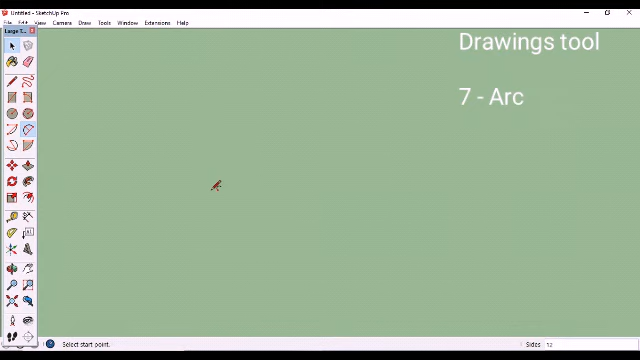 Untitled - SketchUp Pro
File Edit View Camera Draw Tools Window Extensions Help
Large T...
Drawings tool
7 - Arc
Select start point.
Sides 12